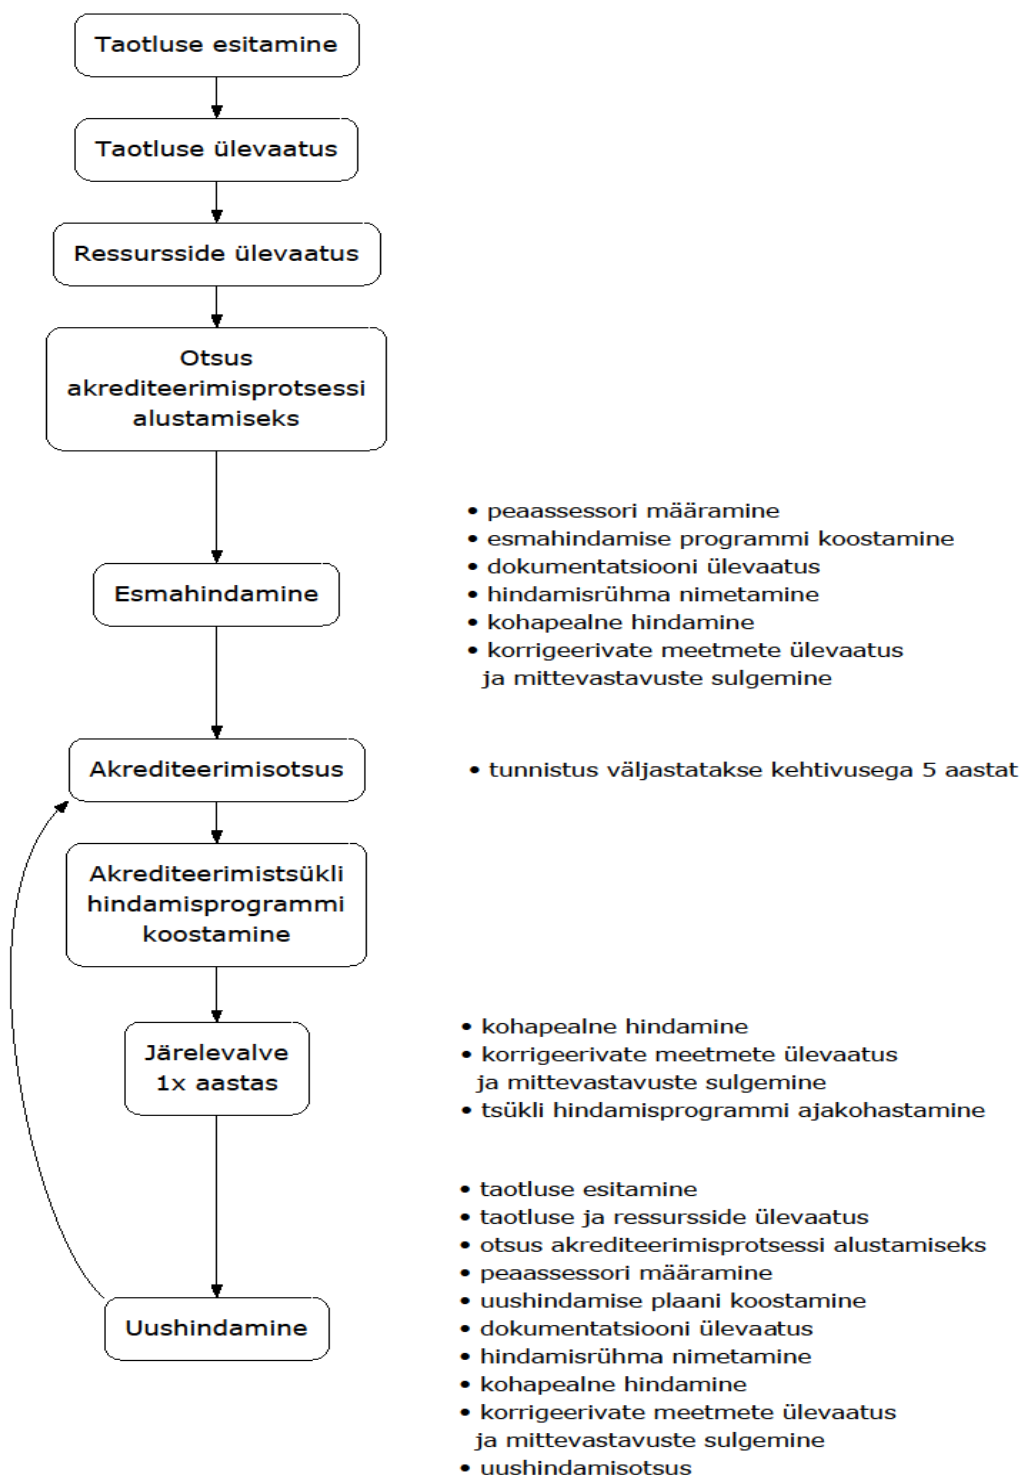 Taotluse esitamine
Taotluse ülevaatus
Ressursside ülevaatus
Otsus
akrediteerimisprotsessi
alustamiseks
• peaassessori määramine
• esmahindamise programmi koostamine
• dokumentatsiooni ülevaatus
• hindamisrühma nimetamine
• kohapealne hindamine
• korrigeerivate meetmete ülevaatus
ja mittevastavuste sulgemine
Esmahindamine
Akrediteerimisotsus
• tunnistus väljastatakse kehtivusega 5 aastat
Akrediteerimistsükli
hindamisprogrammi
koostamine
Järelevalve
1x aastas
• kohapealne hindamine
• korrigeerivate meetmete ülevaatus
ja mittevastavuste sulgemine
• tsükli hindamisprogrammi ajakohastamine
Uushindamine
• taotluse esitamine
• taotluse ja ressursside ülevaatus
• otsus akrediteerimisprotsessi alustamiseks
• peaassessori määramine
• uushindamise plaani koostamine
• dokumentatsiooni ülevaatus
• hindamisrühma nimetamine
• kohapealne hindamine
• korrigeerivate meetmete ülevaatus
ja mittevastavuste sulgemine
• uushindamisotsus